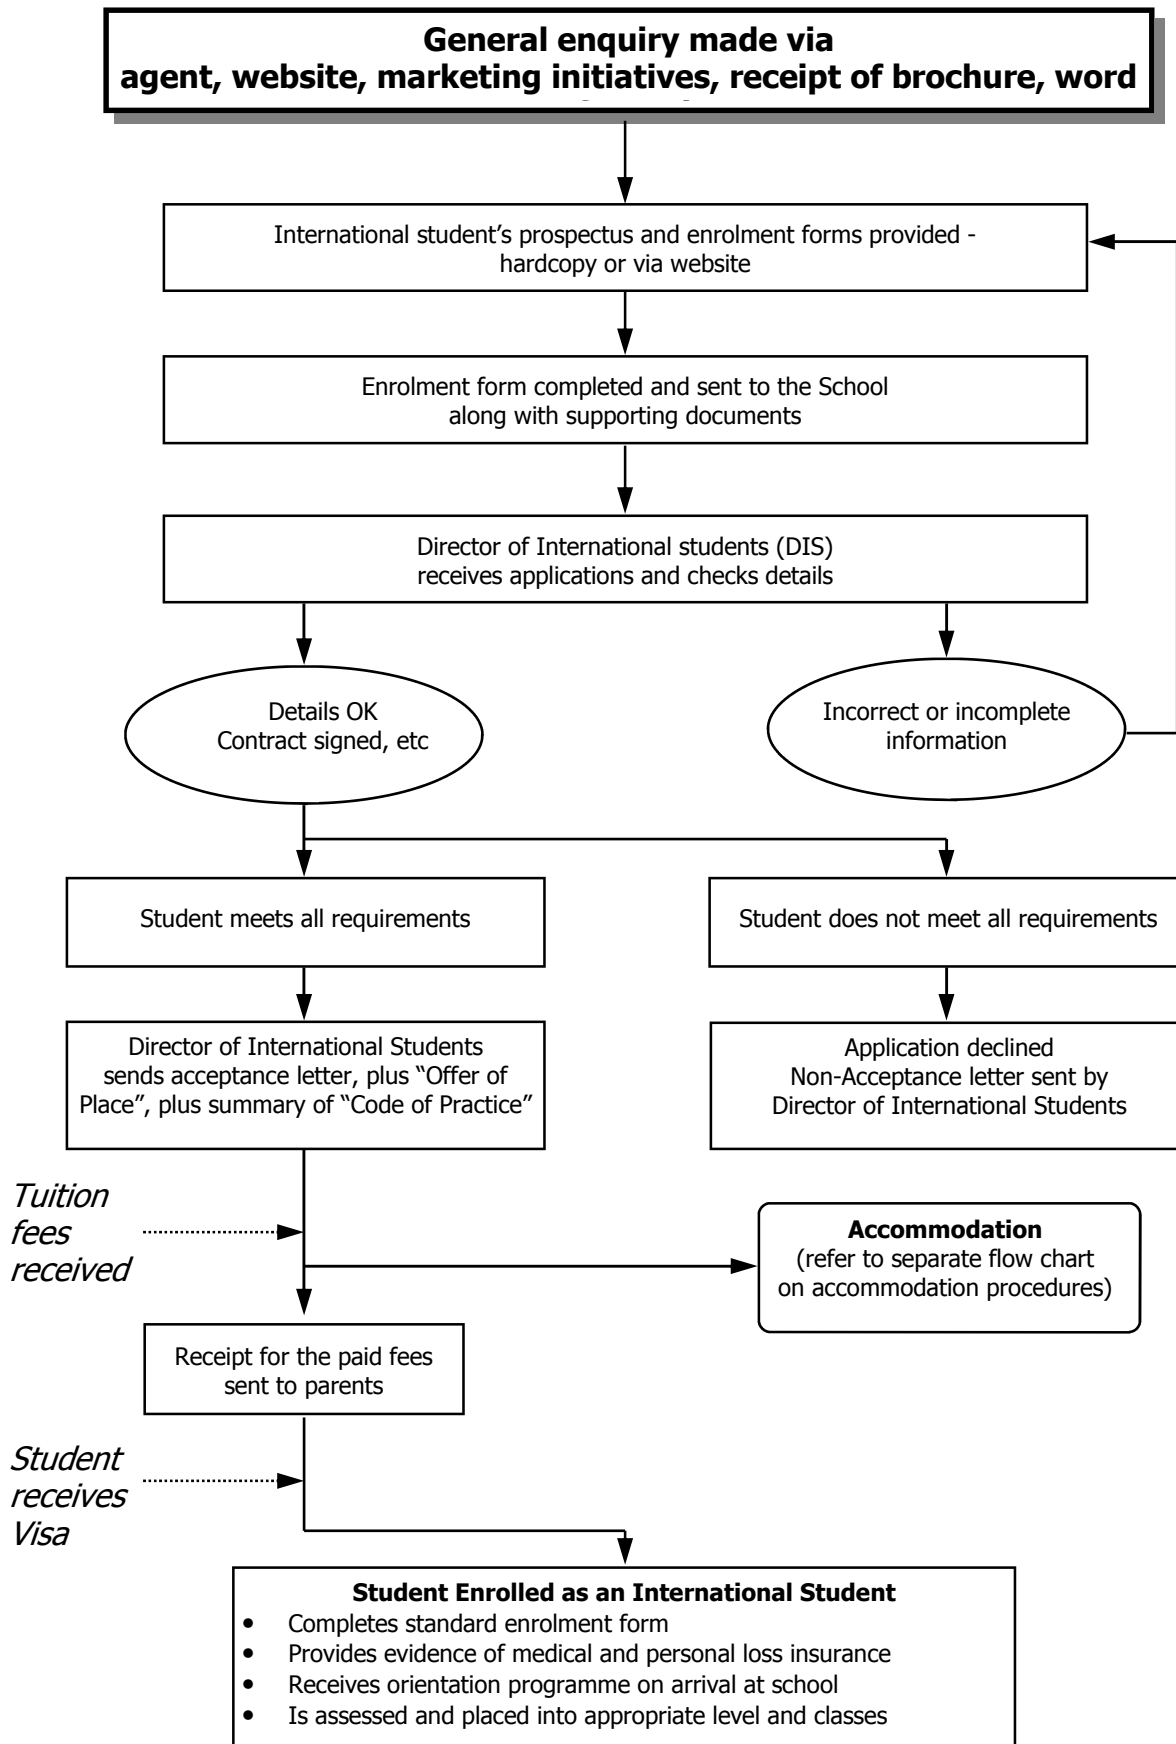 General enquiry made via
agent, website, marketing initiatives, receipt of brochure, word
International student’s prospectus and enrolment forms provided -
hardcopy or via website
Enrolment form completed and sent to the School
along with supporting documents
Director of International students (DIS)
receives applications and checks details
Details OK
Contract signed, etc
Incorrect or incomplete
information
Student meets all requirements
Student does not meet all requirements
Director of International Students
sends acceptance letter, plus “Offer of
Place”, plus summary of “Code of Practice”
Application declined
Non-Acceptance letter sent by
Director of International Students
Tuition
fees
received
Accommodation
(refer to separate flow chart
on accommodation procedures)
Receipt for the paid fees
sent to parents
Student
receives
Visa
Student Enrolled as an International Student
• Completes standard enrolment form
• Provides evidence of medical and personal loss insurance
• Receives orientation programme on arrival at school
• Is assessed and placed into appropriate level and classes